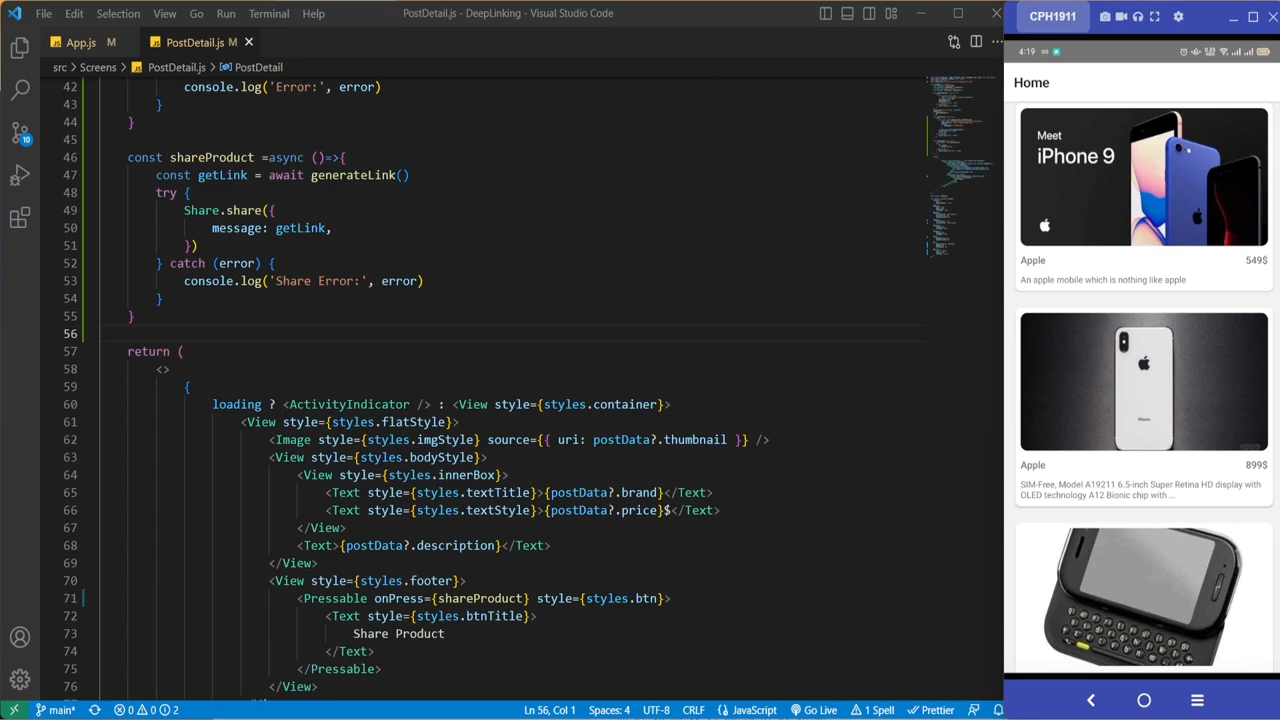 File Edit Selection View Go Run Terminal Help
PostDetail.js - DeepLinking - Visual Studio Code
App.js M
PostDetail.js M
src > Screens > PostDetail.js > PostDetail
42 console.log('Error:', error)
43 }
44 }
45
46 const shareProduct =async ()=>{
47 const getLink = await generateLink()
48 try {
49 Share.share({
50 message: getLink,
51 })
52 } catch (error) {
53 console.log('Share Error:', error)
54 }
55 }
56
57 return (
58 <>
59 {
60 loading ? <ActivityIndicator /> : <View style={styles.container}>
61 <View style={styles.flatStyle}>
62 <Image style={styles.imgStyle} source={{ uri: postData?.thumbnail }} />
63 <View style={styles.bodyStyle}>
64 <View style={styles.innerBox}>
65 <Text style={styles.textTitle}>{postData?.brand}</Text>
66 <Text style={styles.textStyle}>{postData?.price}$</Text>
67 </View>
68 <Text>{postData?.description}</Text>
69 </View>
70 <View style={styles.footer}>
71 <Pressable onPress={shareProduct} style={styles.btn}>
72 <Text style={styles.btnTitle}>
73 Share Product
74 </Text>
75 </Pressable>
76 </View>
10
main*
0 0 2
Ln 56, Col 1
Spaces: 4
UTF-8
CRLF
JavaScript
Go Live
1 Spell
Prettier
CPH1911
4:19
Home
Meet
iPhone 9
Apple 549$
An apple mobile which is nothing like apple
iPhone
Apple 899$
SIM-Free, Model A19211 6.5-inch Super Retina HD display with
OLED technology A12 Bionic chip with ...